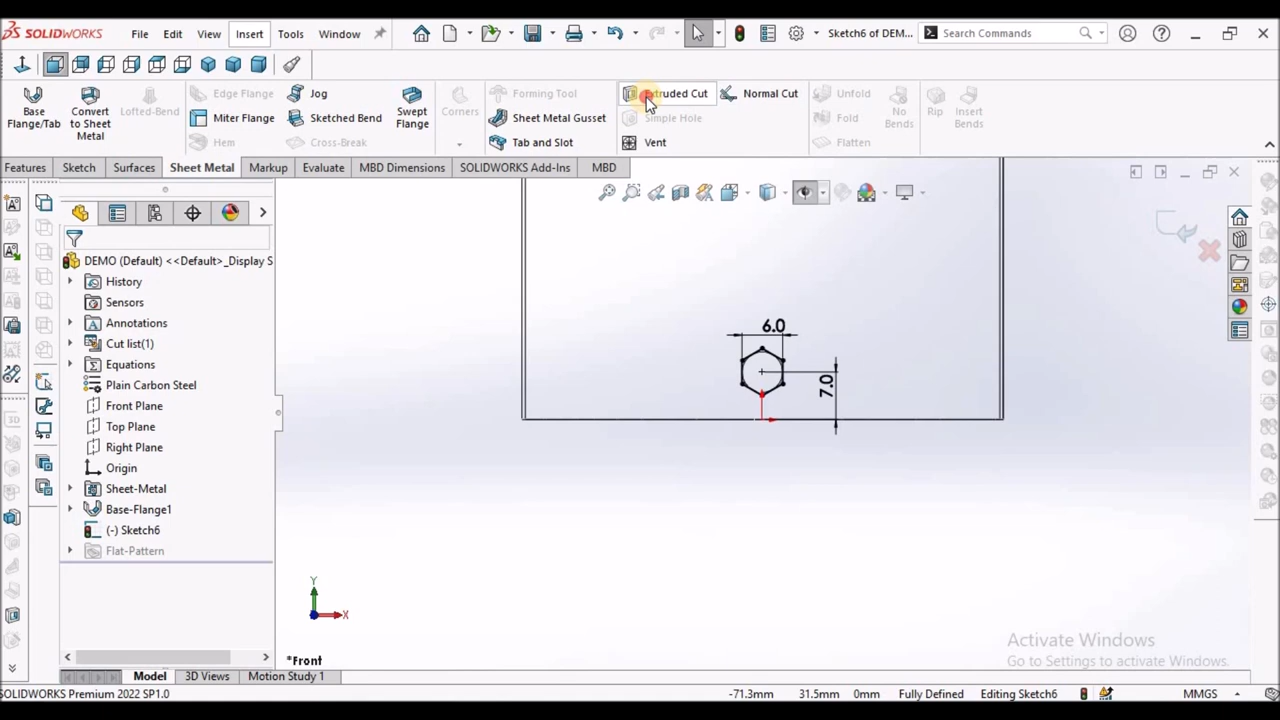 SOLIDWORKS File Edit View Insert Tools Window Sketch6 of DEM... Search Commands
Base Flange/Tab
Convert to Sheet Metal
Lofted-Bend
Edge Flange
Miter Flange
Hem
Jog
Sketched Bend
Cross-Break
Swept Flange
Corners
Forming Tool
Sheet Metal Gusset
Tab and Slot
Extruded Cut
Simple Hole
Vent
Normal Cut
Unfold
Fold
Flatten
No Bends
Rip
Insert Bends
Features Sketch Surfaces Sheet Metal Markup Evaluate MBD Dimensions SOLIDWORKS Add-Ins MBD
DEMO (Default) <<Default>_Display S
History
Sensors
Annotations
Cut list(1)
Equations
Plain Carbon Steel
Front Plane
Top Plane
Right Plane
Origin
Sheet-Metal
Base-Flange1
(-) Sketch6
Flat-Pattern
6.0
7.0
Y
X
*Front
Activate Windows
Go to Settings to activate Windows.
Model 3D Views Motion Study 1
SOLIDWORKS Premium 2022 SP1.0 -71.3mm 31.5mm 0mm Fully Defined Editing Sketch6 MMGS